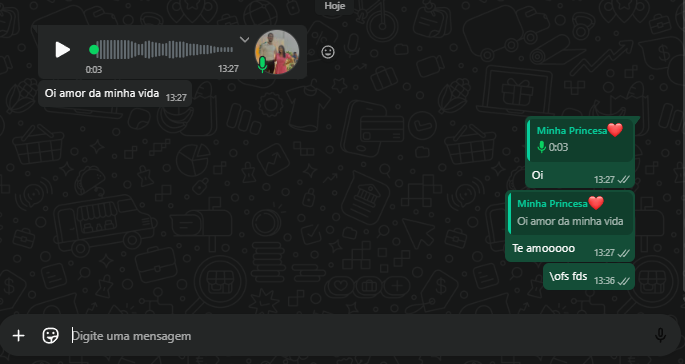 Hoje
0:03
13:27
Oi amor da minha vida 13:27
Minha Princesa❤️
0:03
Oi 13:27
Minha Princesa❤️
Oi amor da minha vida
Te amooooo 13:27
\ofs fds 13:36
Digite uma mensagem